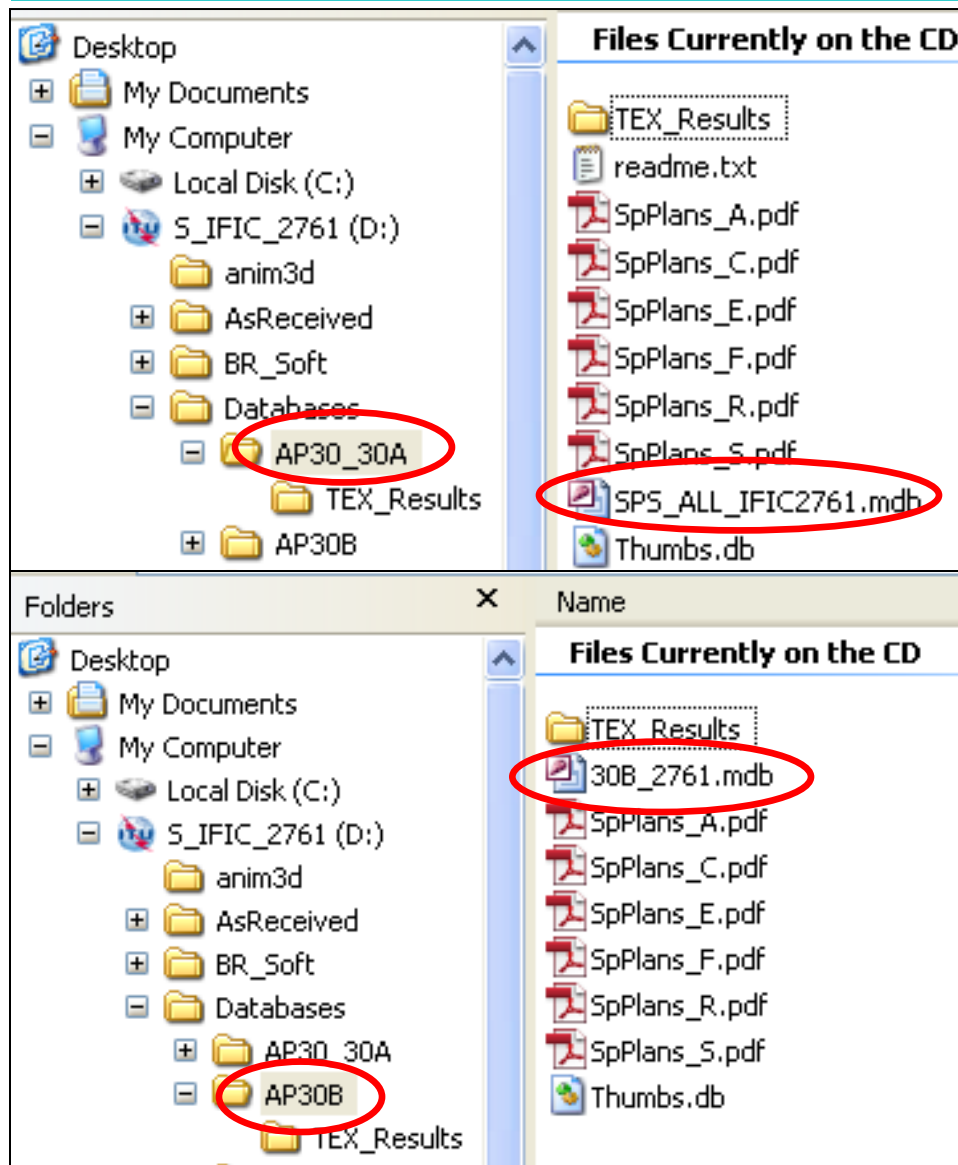 Desktop
My Documents
My Computer
Local Disk (C:)
S_IFIC_2761 (D:)
anim3d
AsReceived
BR_Soft
Databases
AP30_30A
TEX_Results
AP30B
Files Currently on the CD
TEX_Results
readme.txt
SpPlans_A.pdf
SpPlans_C.pdf
SpPlans_E.pdf
SpPlans_F.pdf
SpPlans_R.pdf
SpPlans_S.pdf
SPS_ALL_IFIC2761.mdb
Thumbs.db
Folders
Desktop
My Documents
My Computer
Local Disk (C:)
S_IFIC_2761 (D:)
anim3d
AsReceived
BR_Soft
Databases
AP30_30A
AP30B
TEX_Results
Name
Files Currently on the CD
TEX_Results
30B_2761.mdb
SpPlans_A.pdf
SpPlans_C.pdf
SpPlans_E.pdf
SpPlans_F.pdf
SpPlans_R.pdf
SpPlans_S.pdf
Thumbs.db